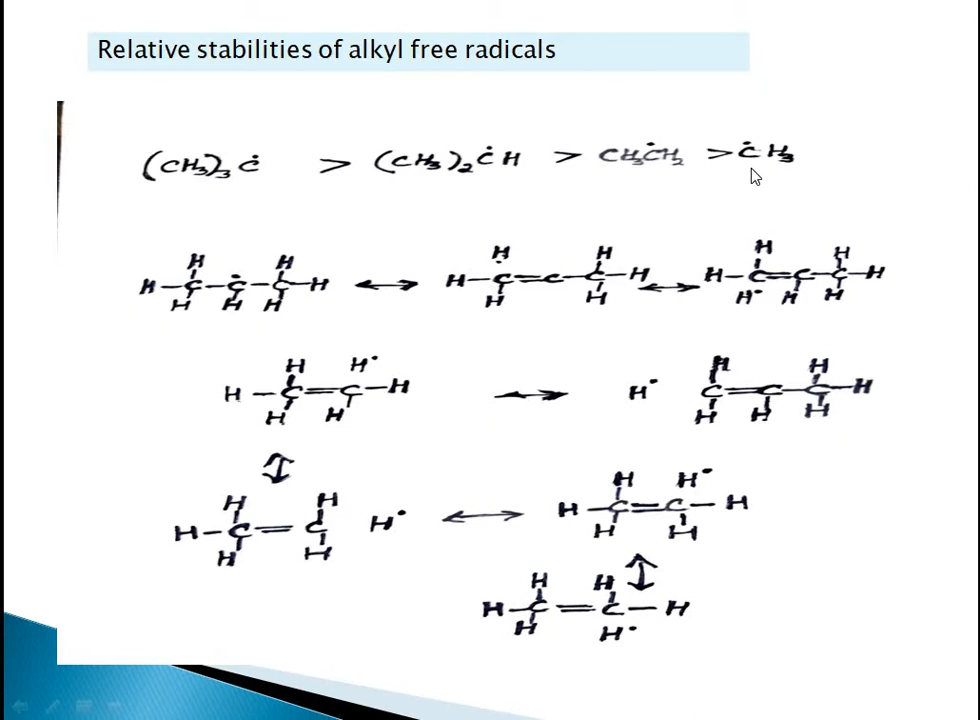 Relative stabilities of alkyl free radicals
(CH₃)₃Ċ > (CH₃)₂ĊH > CH₃ĊH₂ > ĊH₃
H H
H–C–Ċ–C–H ↔ H–C=C–C–H ↔ H–C=C–C–H
H H H H H H• H H
H H• H H
H–C=C–H ↔ H• C=C–C–H
H H H H H
↕
H H H H•
H–C=C H• ↔ H–C=C–H
H H H H
↕
H H
H–C=C–H
H H•